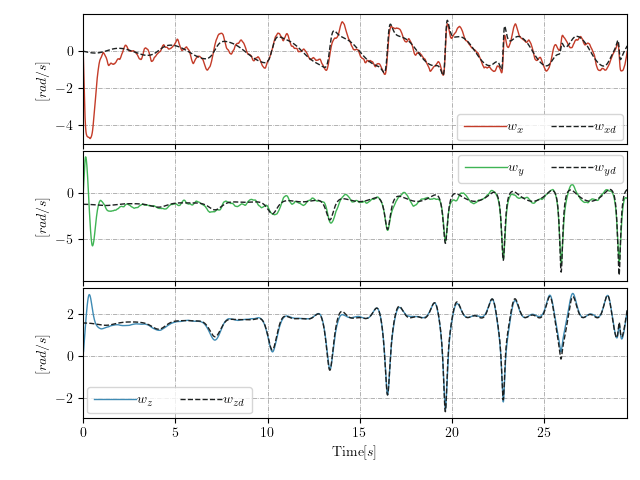 0
−2
−4
[rad/s]
w_x w_xd
0
−5
[rad/s]
w_y w_yd
2
0
−2
[rad/s]
w_z w_zd
0 5 10 15 20 25
Time[s]